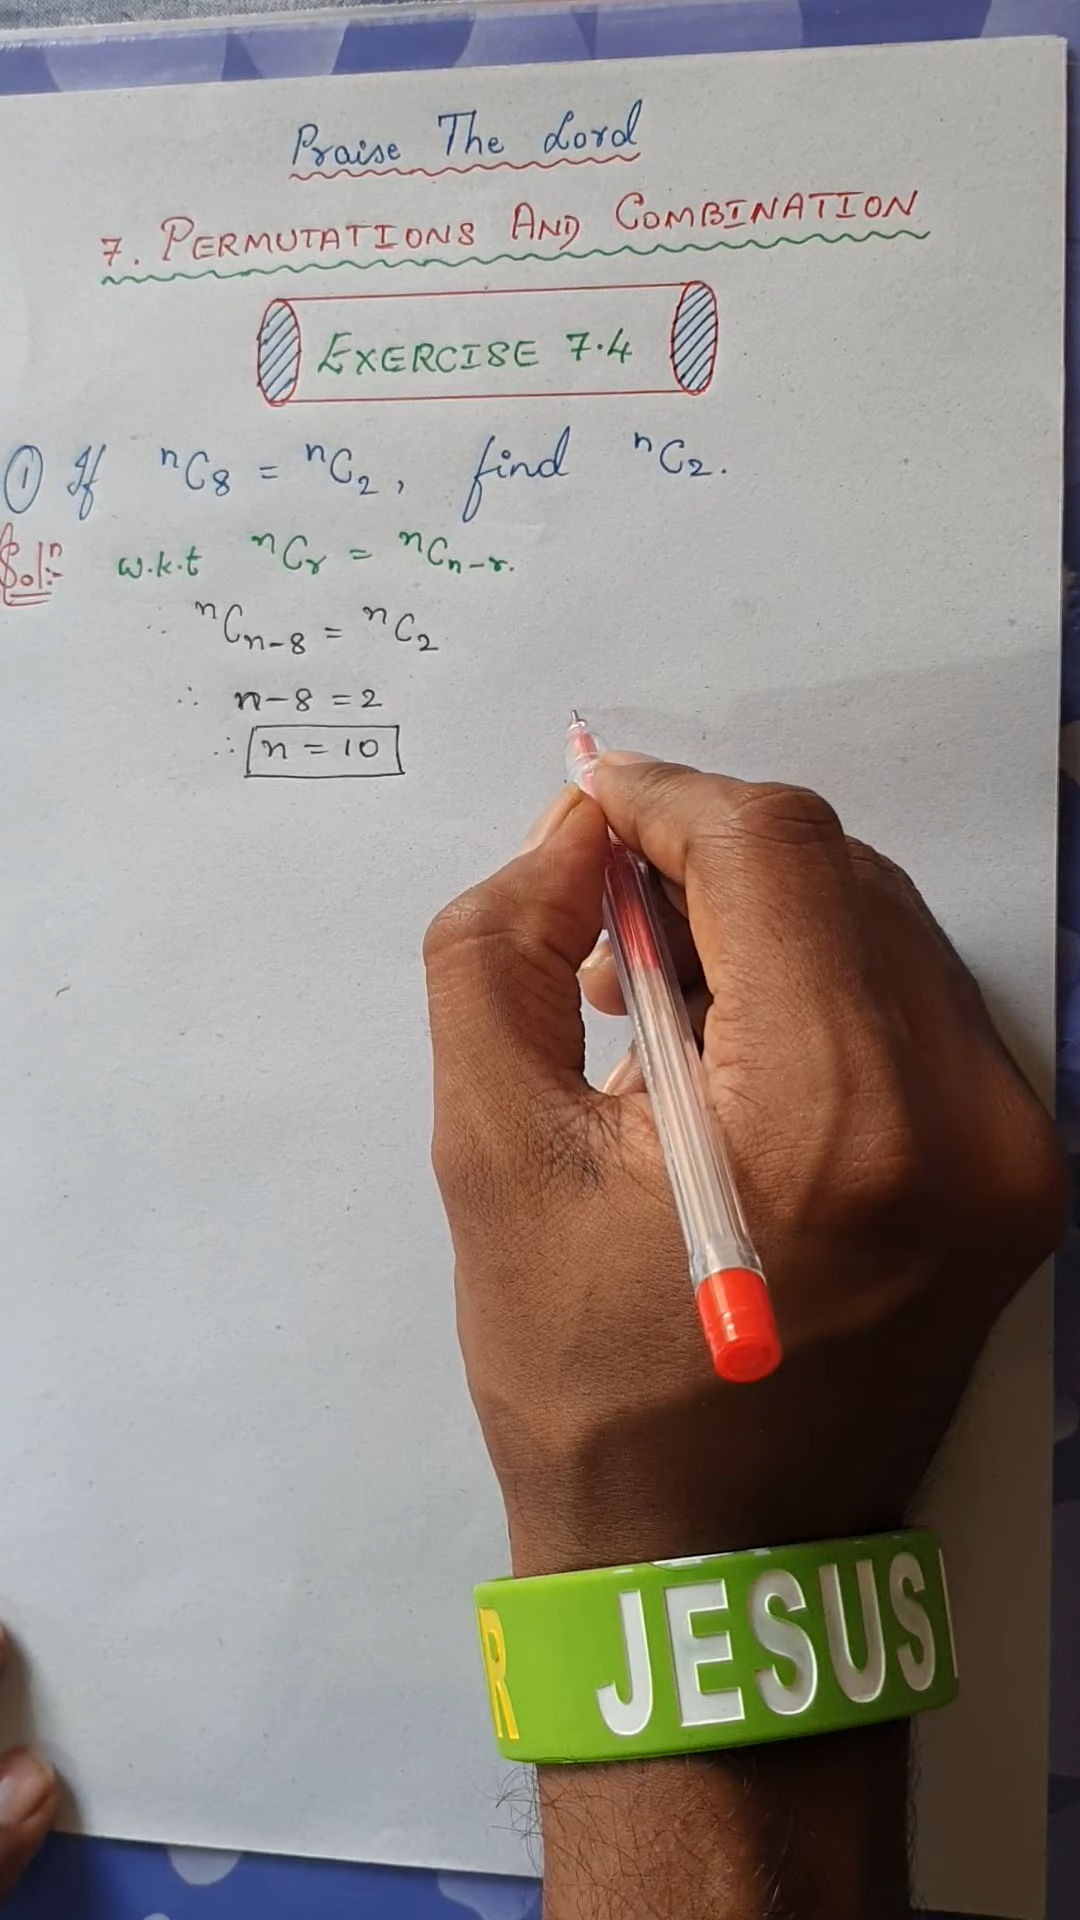 Praise The Lord
7. PERMUTATIONS AND COMBINATION
EXERCISE 7.4
① If ⁿC₈ = ⁿC₂, find ⁿC₂.
Solⁿ:- w.k.t ⁿCᵣ = ⁿCₙ₋ᵣ.
∴ ⁿCₙ₋₈ = ⁿC₂
∴ n-8 = 2
∴ n = 10
R JESUS